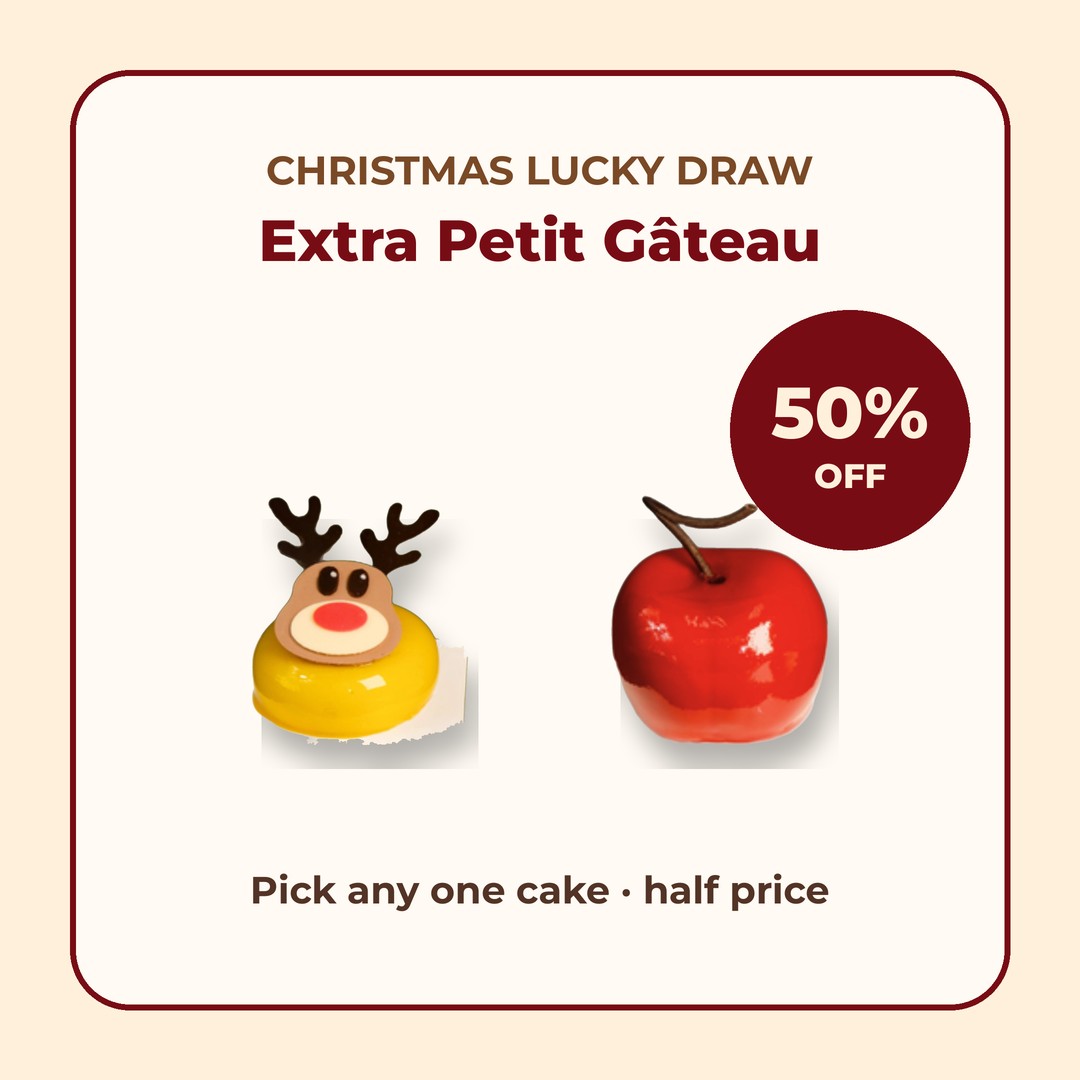 CHRISTMAS LUCKY DRAW
Extra Petit Gâteau
50%
OFF
Pick any one cake · half price